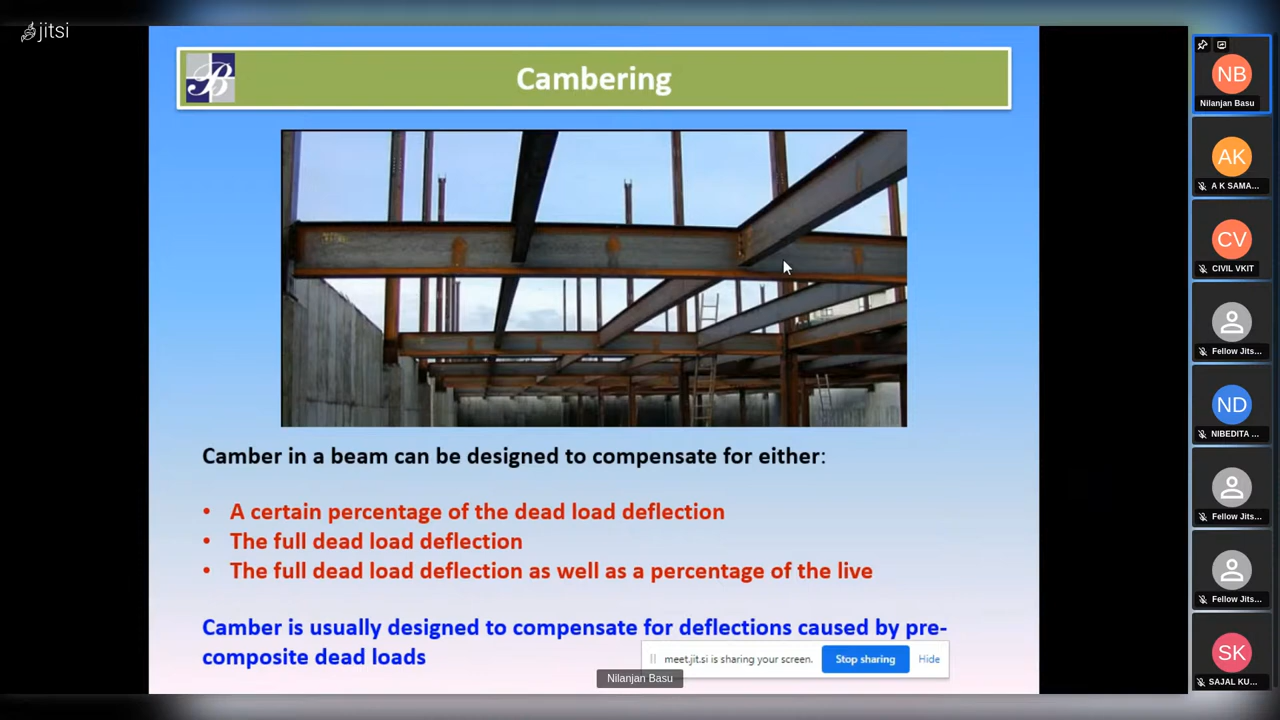 jitsi
Cambering
Camber in a beam can be designed to compensate for either:
• A certain percentage of the dead load deflection
• The full dead load deflection
• The full dead load deflection as well as a percentage of the live
Camber is usually designed to compensate for deflections caused by pre-
composite dead loads
meet.jit.si is sharing your screen.
Stop sharing
Hide
Nilanjan Basu
NB
Nilanjan Basu
AK
A K SAMA...
CV
CIVIL VKIT
Fellow Jits...
ND
NIBEDITA ...
Fellow Jits...
Fellow Jits...
SK
SAJAL KU...